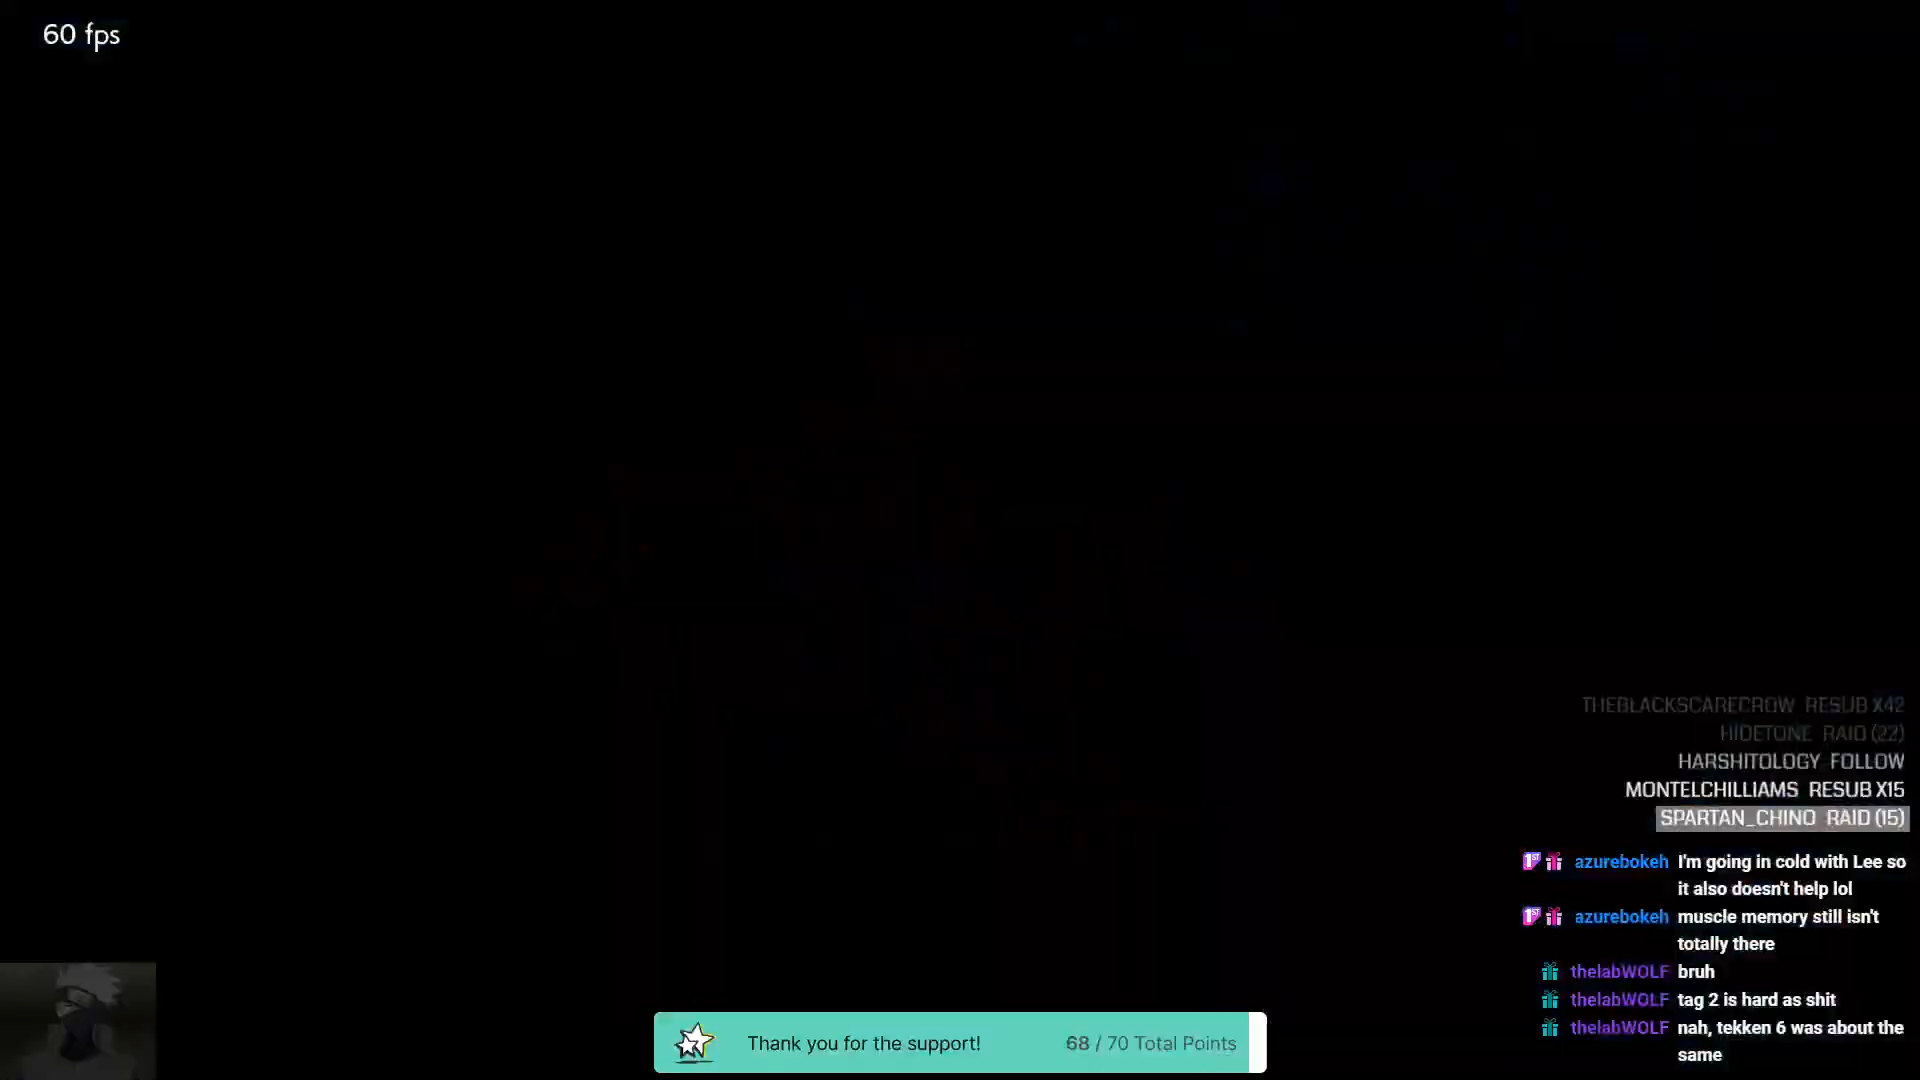 60 fps
THEBLACKSCARECROW RESUB X42
HIDETONE RAID (22)
HARSHITOLOGY FOLLOW
MONTELCHILLIAMS RESUB X15
SPARTAN_CHINO RAID (15)
1ST azurebokeh I'm going in cold with Lee so
it also doesn't help lol
1ST azurebokeh muscle memory still isn't
totally there
thelabWOLF bruh
thelabWOLF tag 2 is hard as shit
thelabWOLF nah, tekken 6 was about the
same
Thank you for the support! 68 / 70 Total Points